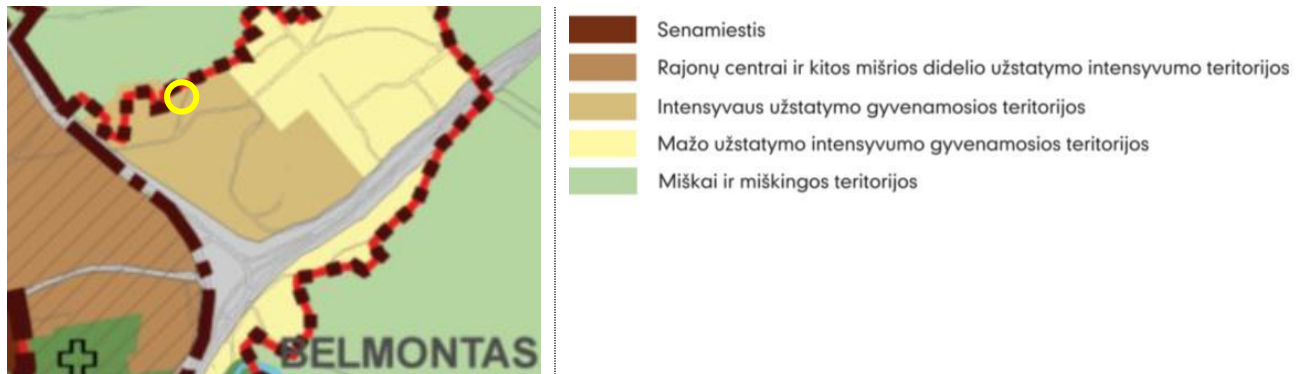 Senamiestis
Rajonų centrai ir kitos mišrios didelio užstatymo intensyvumo teritorijos
Intensyvaus užstatymo gyvenamosios teritorijos
Mažo užstatymo intensyvumo gyvenamosios teritorijos
Miškai ir miškingos teritorijos
BELMONTAS